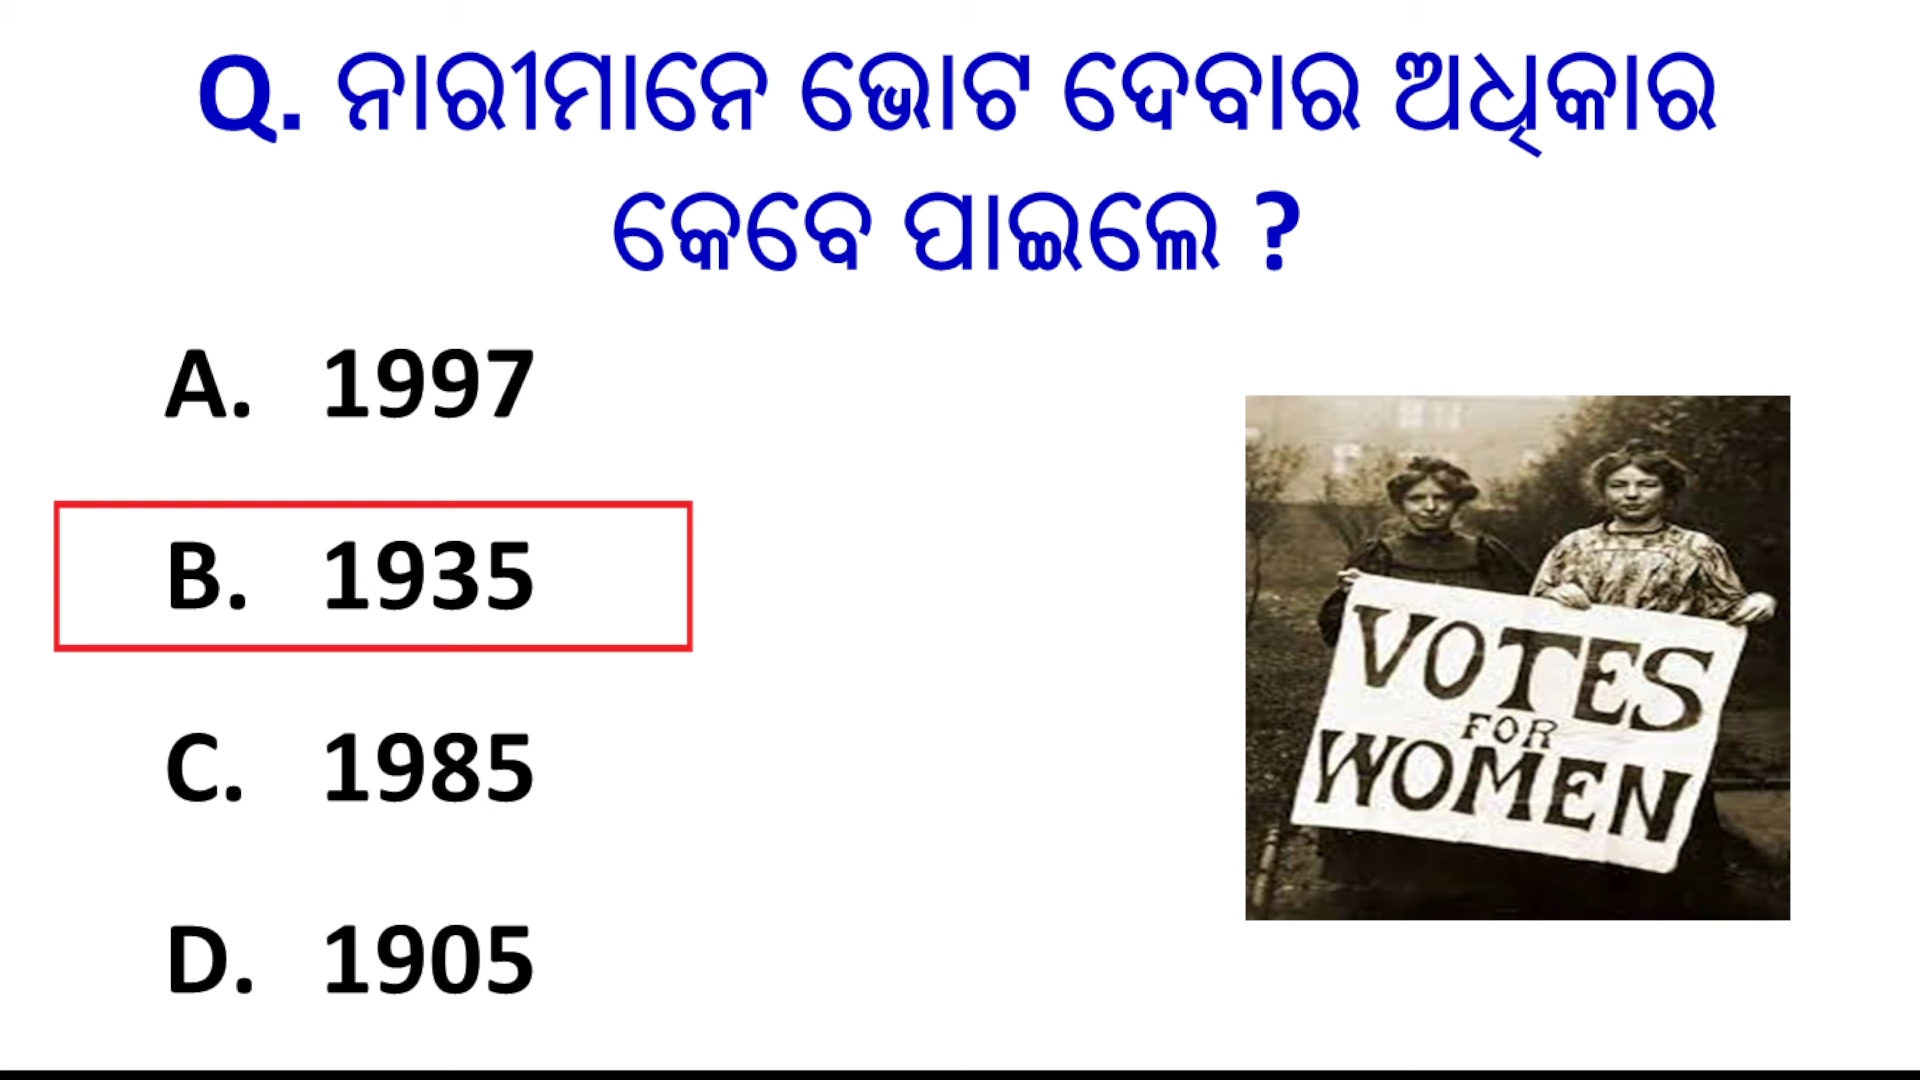 Q. ନାରୀମାନେ ଭୋଟ ଦେବାର ଅଧିକାର
କେବେ ପାଇଲେ ?
A. 1997
B. 1935
C. 1985
D. 1905
VOTES
FOR
WOMEN